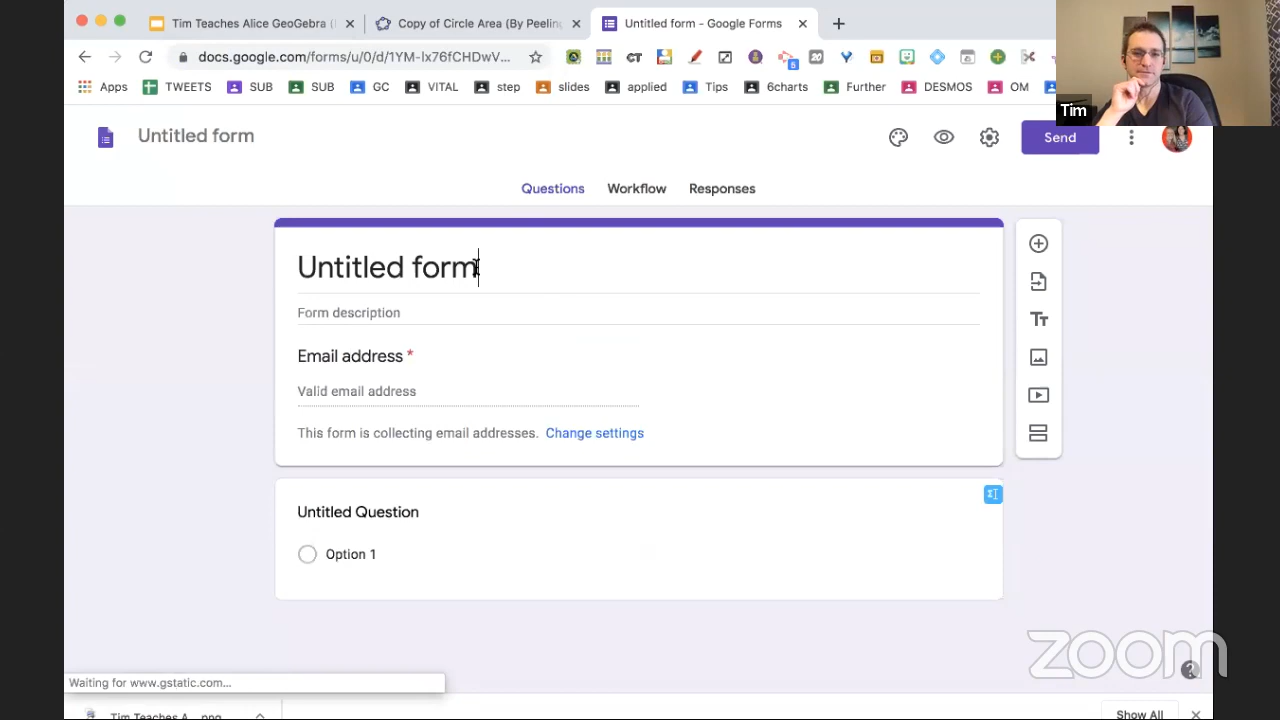 Tim Teaches Alice GeoGebra (
Copy of Circle Area (By Peeling
Untitled form - Google Forms
docs.google.com/forms/u/0/d/1YM-lx76fCHDwV...
Apps
TWEETS
SUB
SUB
GC
VITAL
step
slides
applied
Tips
6charts
Further
DESMOS
OM
Tim
Untitled form
Send
Questions
Workflow
Responses
Untitled form
Form description
Email address *
Valid email address
This form is collecting email addresses. Change settings
Untitled Question
Option 1
zoom
Waiting for www.gstatic.com...
Tim Teaches A....png
Show All